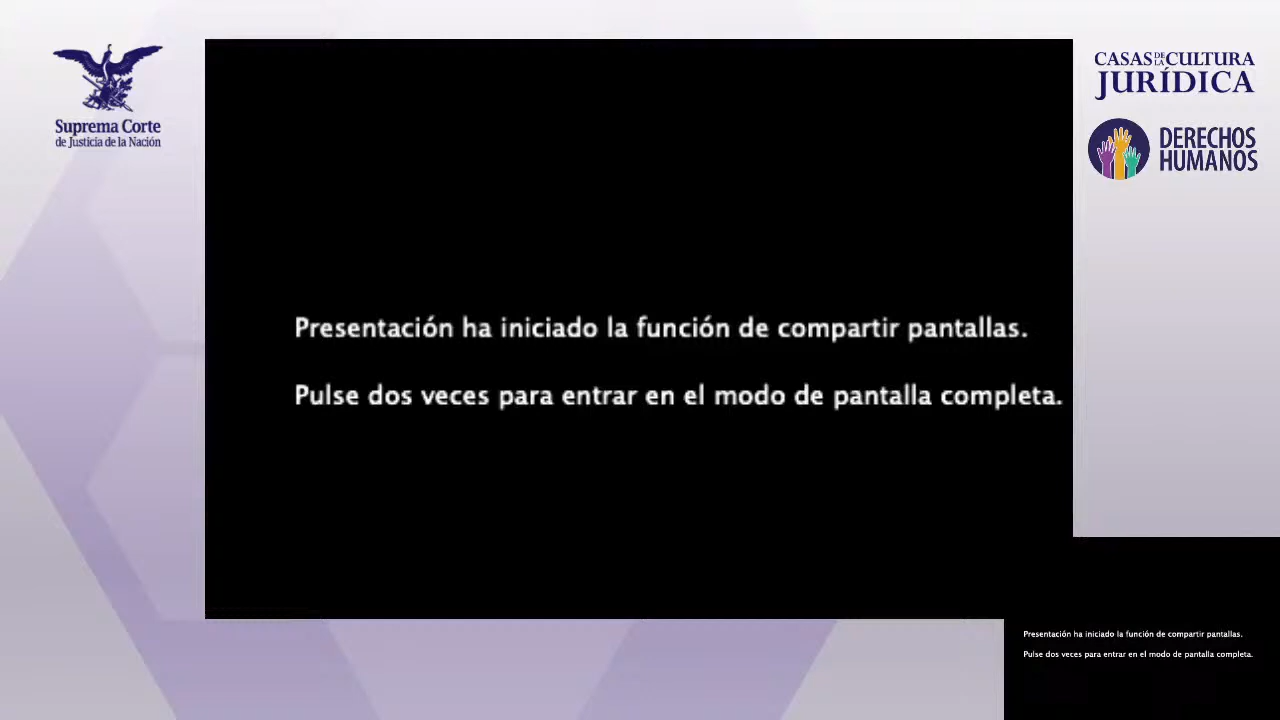 Suprema Corte
de Justicia de la Nación
CASAS DE LA CULTURA
JURÍDICA
DERECHOS
HUMANOS
Presentación ha iniciado la función de compartir pantallas.
Pulse dos veces para entrar en el modo de pantalla completa.
Presentación ha iniciado la función de compartir pantallas.
Pulse dos veces para entrar en el modo de pantalla completa.